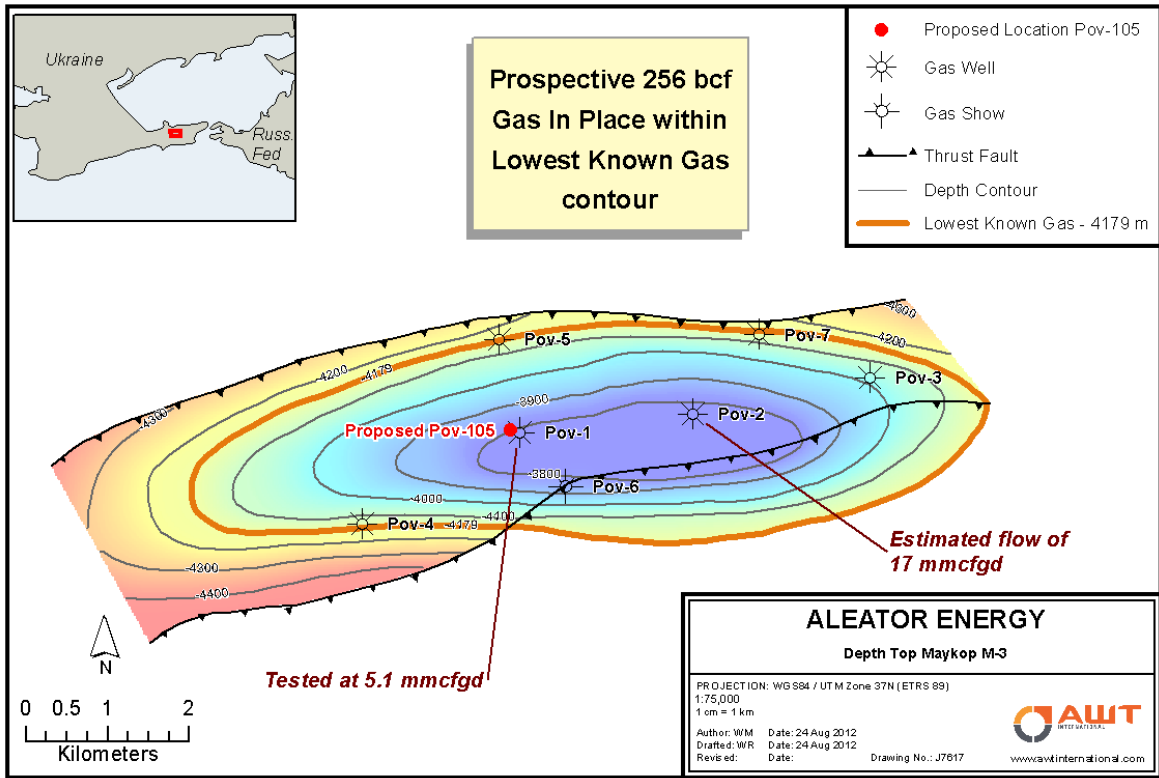 Ukraine
Russ.
Fed
Prospective 256 bcf
Gas In Place within
Lowest Known Gas
contour
Proposed Location Pov-105
Gas Well
Gas Show
Thrust Fault
Depth Contour
Lowest Known Gas - 4179 m
-4300
-4200
Pov-7
Pov-5
-4200
-4179
Pov-3
-3900
Pov-2
-4300
Proposed Pov-105
Pov-1
-3800
Pov-6
-4000
-4400
Pov-4
-4179
Estimated flow of
17 mmcfgd
-4300
-4400
N
Tested at 5.1 mmcfgd
0 0.5 1 2
Kilometers
ALEATOR ENERGY
Depth Top Maykop M-3
PROJECTION: WGS84 / UTM Zone 37N (ETRS 89)
1:75,000
1 cm = 1 km
Author: WM Date: 24 Aug 2012
Drafted: WR Date: 24 Aug 2012
Revised: Date: Drawing No.: J7617
AWT
INTERNATIONAL
www.awtinternational.com